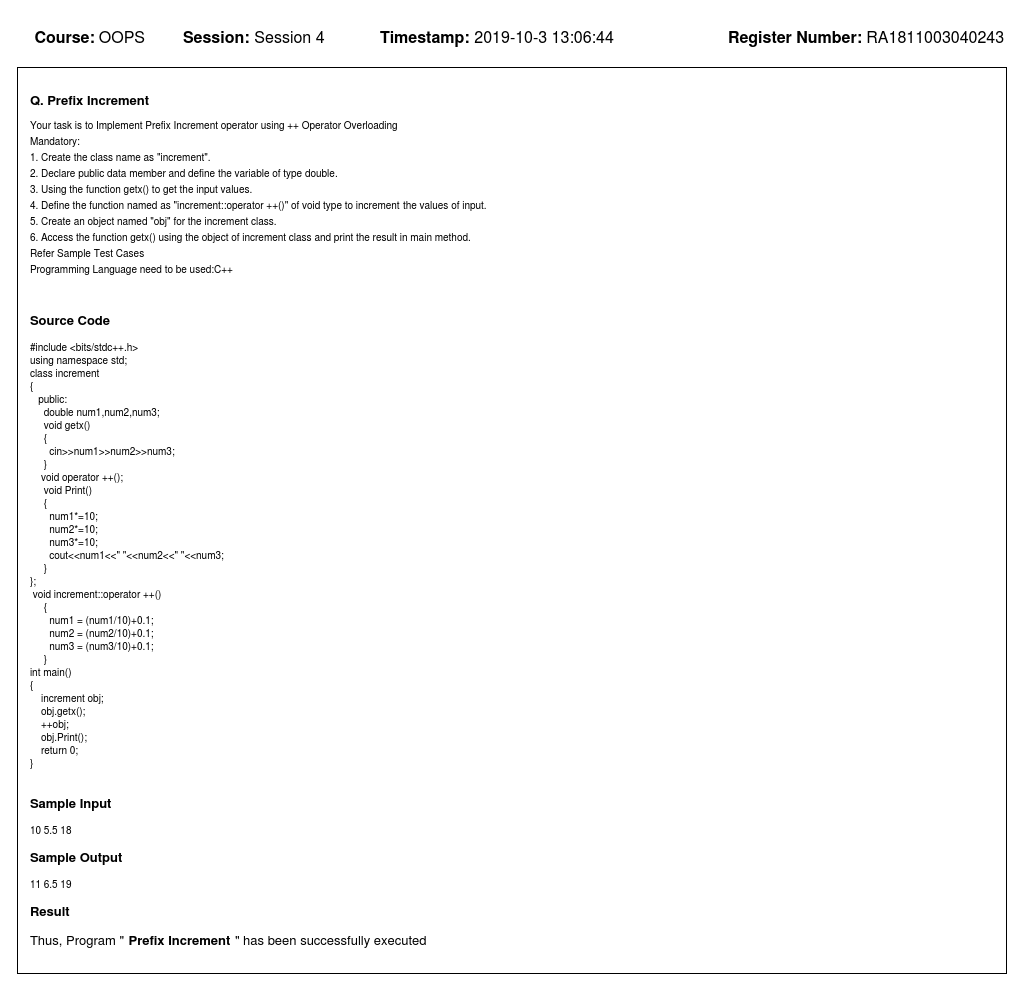 Course: OOPS Session: Session 4 Timestamp: 2019-10-3 13:06:44 Register Number: RA1811003040243
Q. Prefix Increment
Your task is to Implement Prefix Increment operator using ++ Operator Overloading
Mandatory:
1. Create the class name as "increment".
2. Declare public data member and define the variable of type double.
3. Using the function getx() to get the input values.
4. Define the function named as "increment::operator ++()" of void type to increment the values of input.
5. Create an object named "obj" for the increment class.
6. Access the function getx() using the object of increment class and print the result in main method.
Refer Sample Test Cases
Programming Language need to be used:C++
Source Code
#include <bits/stdc++.h>
using namespace std;
class increment
{
public:
double num1,num2,num3;
void getx()
{
cin>>num1>>num2>>num3;
}
void operator ++();
void Print()
{
num1*=10;
num2*=10;
num3*=10;
cout<<num1<<" "<<num2<<" "<<num3;
}
};
void increment::operator ++()
{
num1 = (num1/10)+0.1;
num2 = (num2/10)+0.1;
num3 = (num3/10)+0.1;
}
int main()
{
increment obj;
obj.getx();
++obj;
obj.Print();
return 0;
}
Sample Input
10 5.5 18
Sample Output
11 6.5 19
Result
Thus, Program " Prefix Increment " has been successfully executed